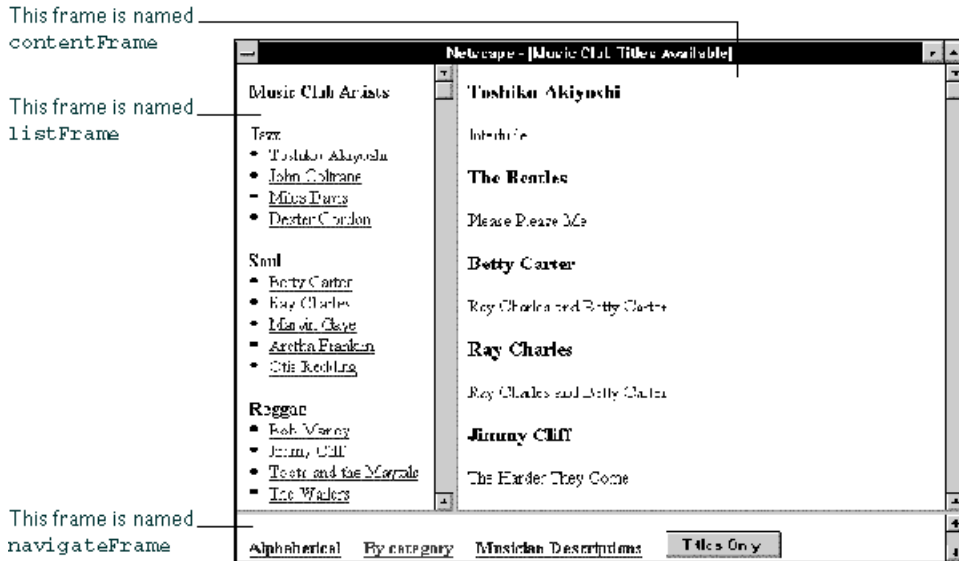 This frame is named
contentFrame
Netscape - [Music Club Titles Available]
This frame is named
listFrame
Music Club Artists
Jazz
Toshiko Akiyoshi
John Coltrane
Miles Davis
Dexter Gordon
Soul
Betty Carter
Ray Charles
Marvin Gaye
Aretha Franklin
Otis Redding
Reggae
Bob Marley
Jimmy Cliff
Toots and the Maytals
The Wailers
Toshiko Akiyoshi
Interlude
The Beatles
Please Please Me
Betty Carter
Ray Charles and Betty Carter
Ray Charles
Ray Charles and Betty Carter
Jimmy Cliff
The Harder They Come
This frame is named
navigateFrame
Alphabetical By category Musician Descriptions Titles Only